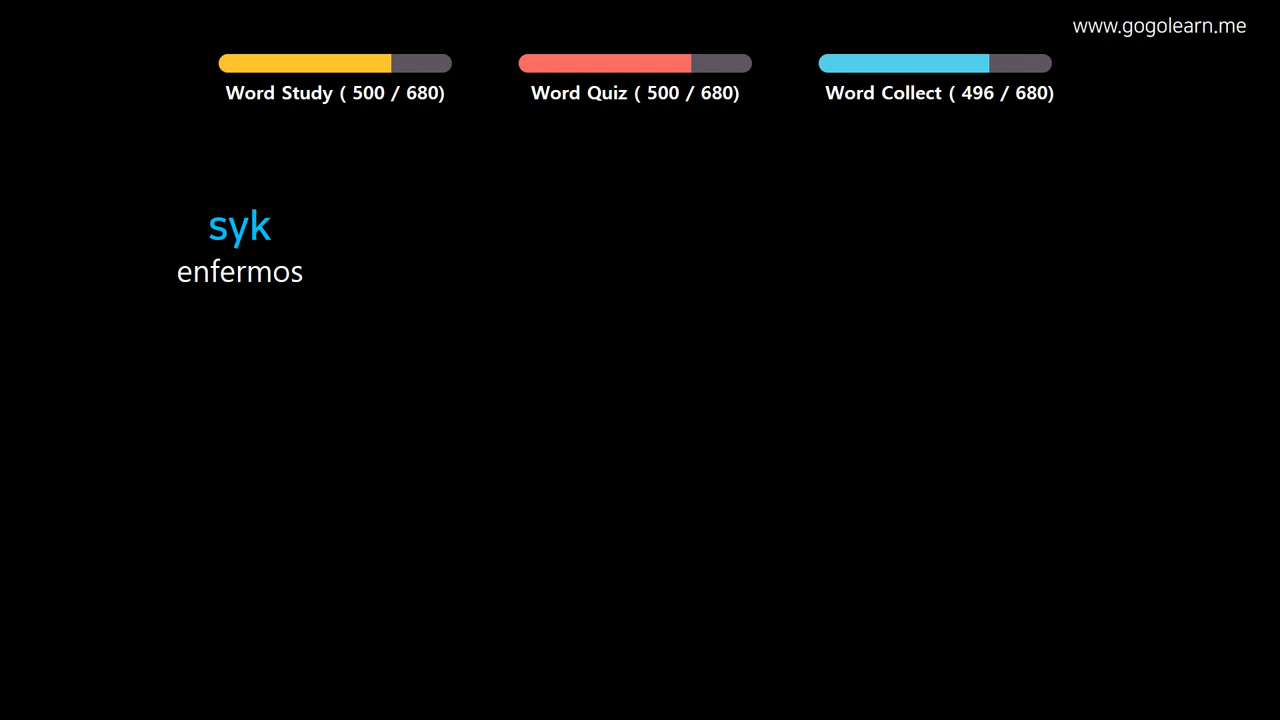 www.gogolearn.me
Word Study ( 500 / 680)
Word Quiz ( 500 / 680)
Word Collect ( 496 / 680)
syk
enfermos